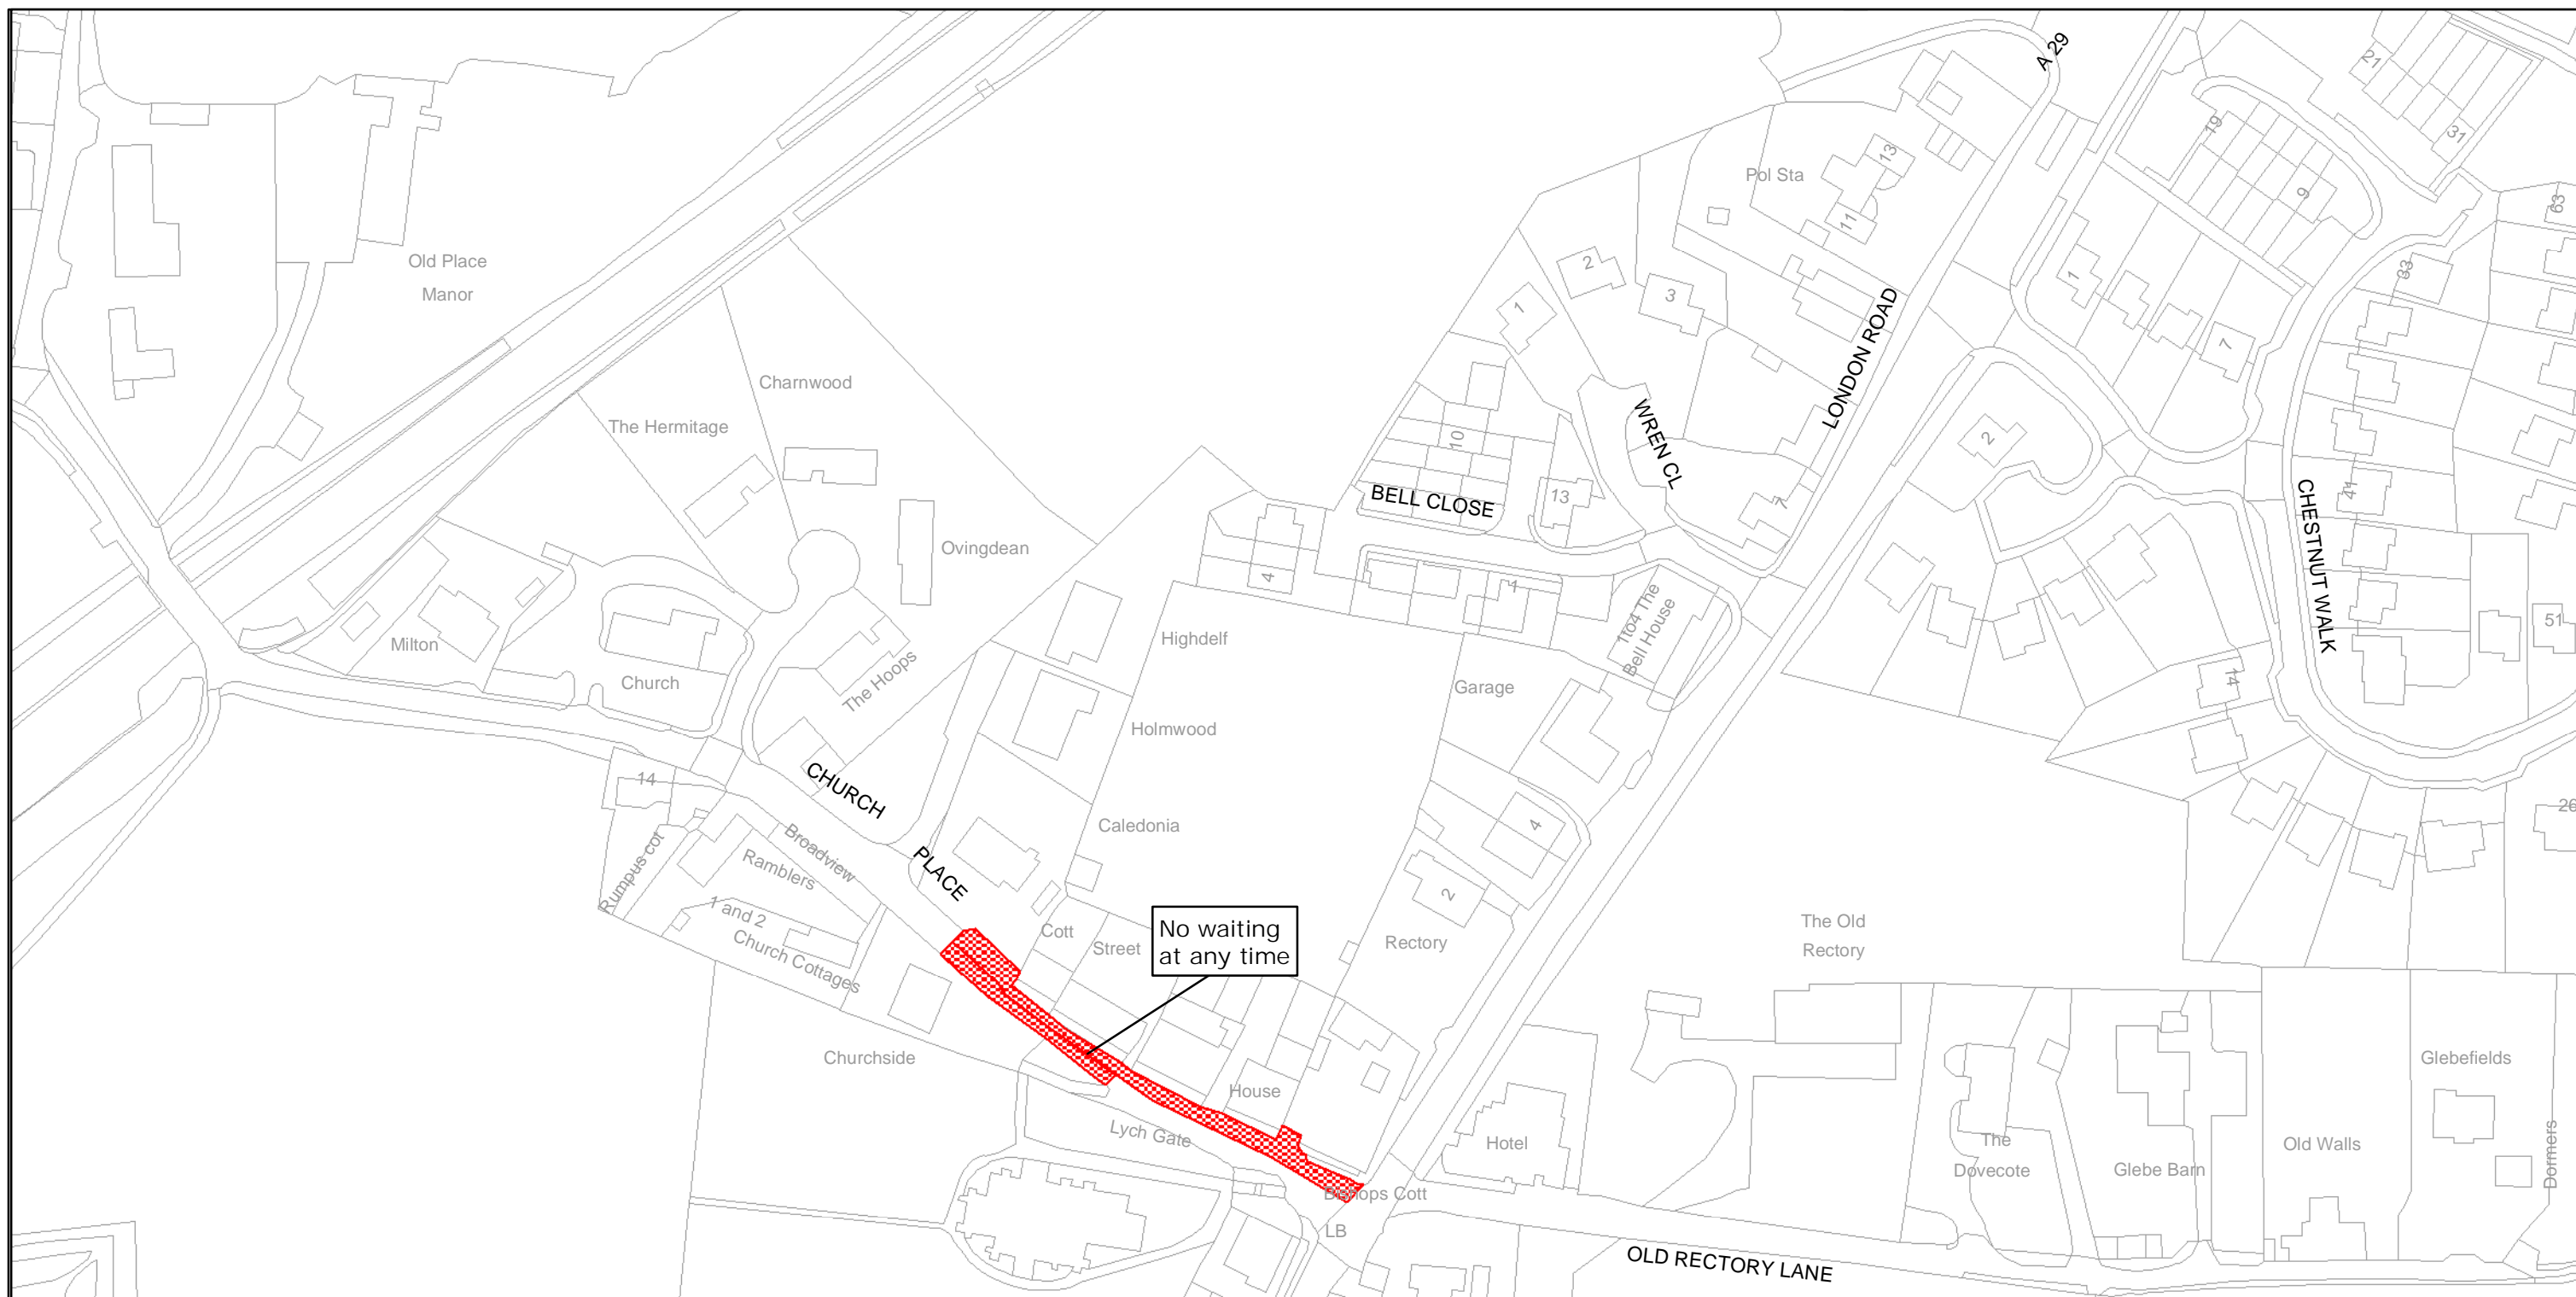 A 29
21
31
19
9
63
13
Pol Sta
11
Old Place
Manor
2
1
3
1
33
7
LONDON ROAD
Charnwood
The Hermitage
WREN CL
10
2
BELL CLOSE
13
7
41
CHESTNUT WALK
Ovingdean
4
1
1to4 The
Bell House
51
Milton
Highdelf
Church
The Hoops
Garage
14
Holmwood
14
CHURCH
PLACE
Caledonia
Broadview
Ramblers
Rumpus cot
1 and 2
Church Cottages
4
26
2
No waiting
at any time
Cott
Street
Rectory
The Old
Rectory
Churchside
House
Lych Gate
Hotel
The
Dovecote
Glebe Barn
Old Walls
Glebefields
Dormers
Bishops Cott
LB
OLD RECTORY LANE